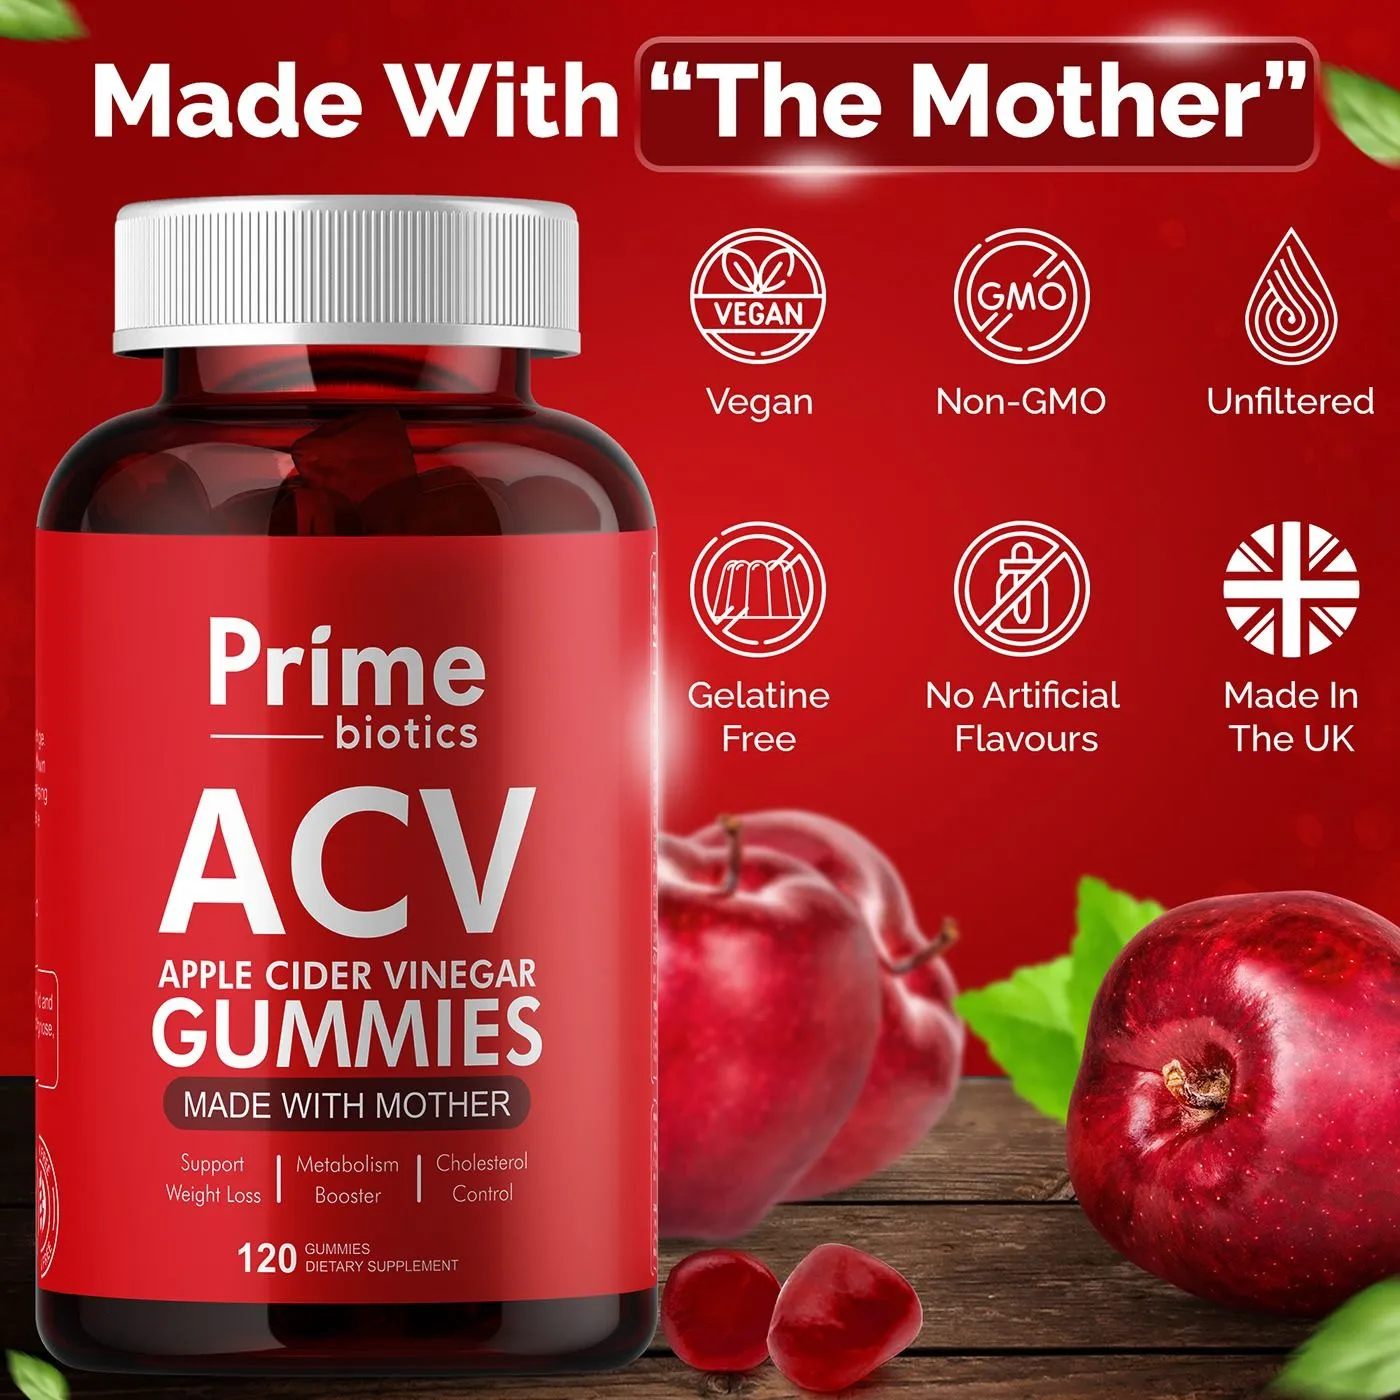 Made With “The Mother”
VEGAN
Vegan
GMO
Non-GMO
Unfiltered
Gelatine
Free
No Artificial
Flavours
Made In
The UK
Prime
biotics
ACV
APPLE CIDER VINEGAR
GUMMIES
MADE WITH MOTHER
Support
Weight Loss
Metabolism
Booster
Cholesterol
Control
120 GUMMIES
DIETARY SUPPLEMENT